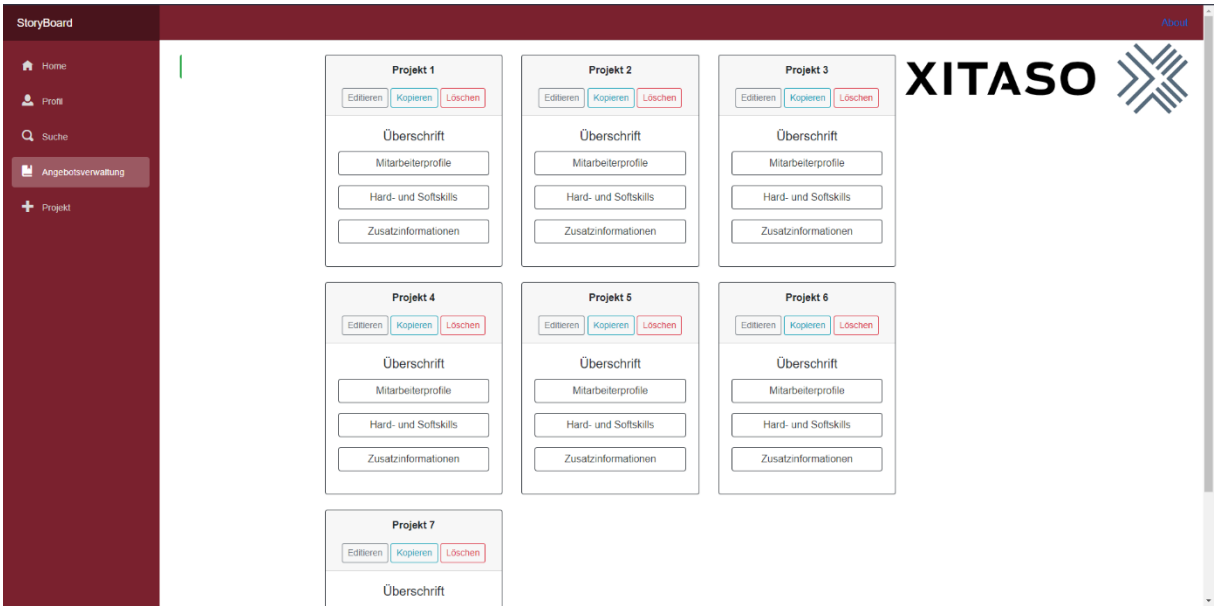 StoryBoard
About
Home
Profil
Suche
Angebotsverwaltung
Projekt
XITASO
Projekt 1
Editieren Kopieren Löschen
Überschrift
Mitarbeiterprofile
Hard- und Softskills
Zusatzinformationen
Projekt 2
Editieren Kopieren Löschen
Überschrift
Mitarbeiterprofile
Hard- und Softskills
Zusatzinformationen
Projekt 3
Editieren Kopieren Löschen
Überschrift
Mitarbeiterprofile
Hard- und Softskills
Zusatzinformationen
Projekt 4
Editieren Kopieren Löschen
Überschrift
Mitarbeiterprofile
Hard- und Softskills
Zusatzinformationen
Projekt 5
Editieren Kopieren Löschen
Überschrift
Mitarbeiterprofile
Hard- und Softskills
Zusatzinformationen
Projekt 6
Editieren Kopieren Löschen
Überschrift
Mitarbeiterprofile
Hard- und Softskills
Zusatzinformationen
Projekt 7
Editieren Kopieren Löschen
Überschrift